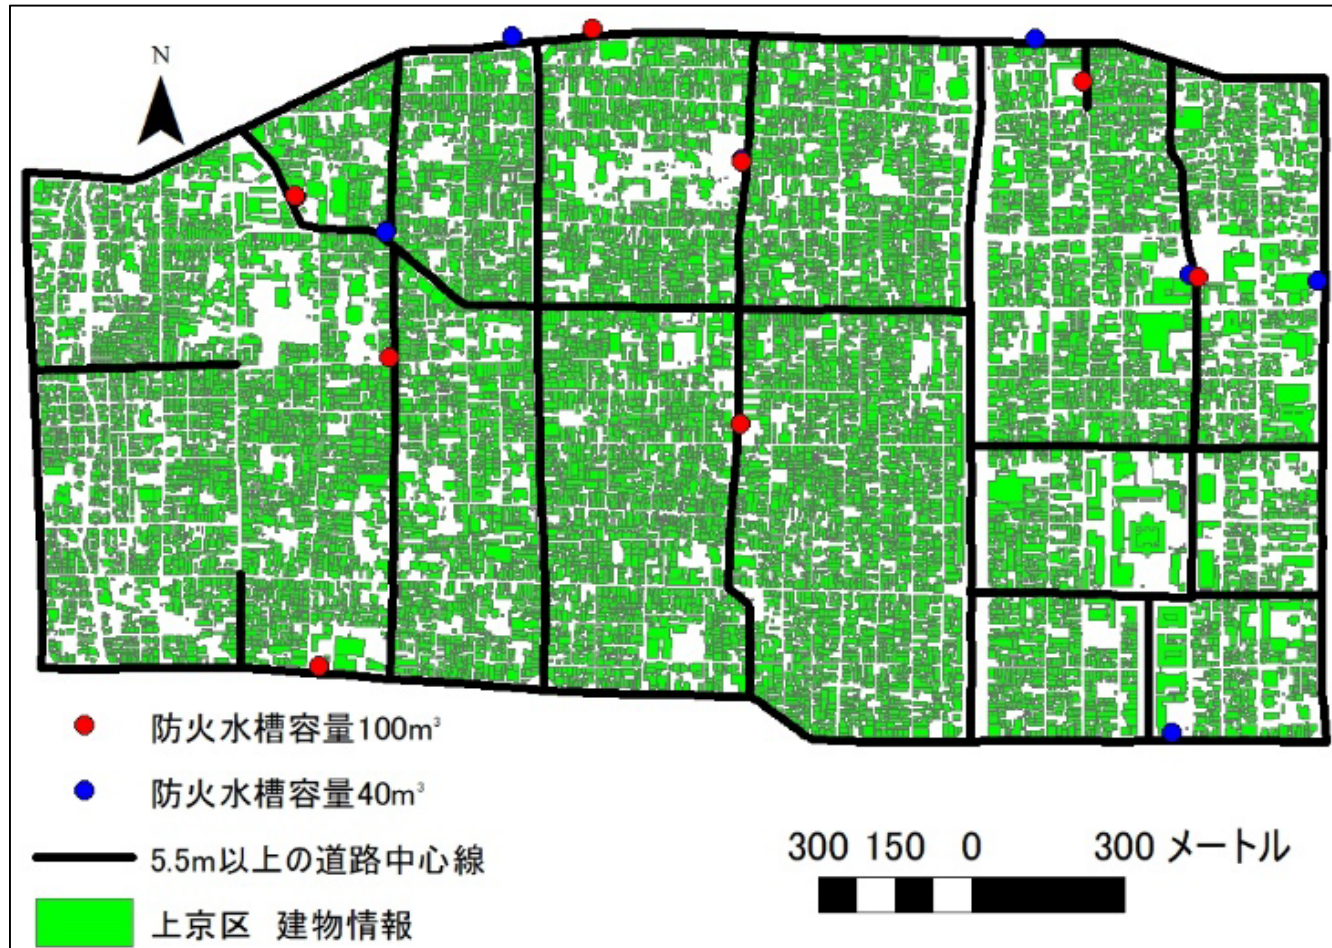 N
防火水槽容量100m³
防火水槽容量40m³
5.5m以上の道路中心線
上京区 建物情報
300 150 0 300 メートル